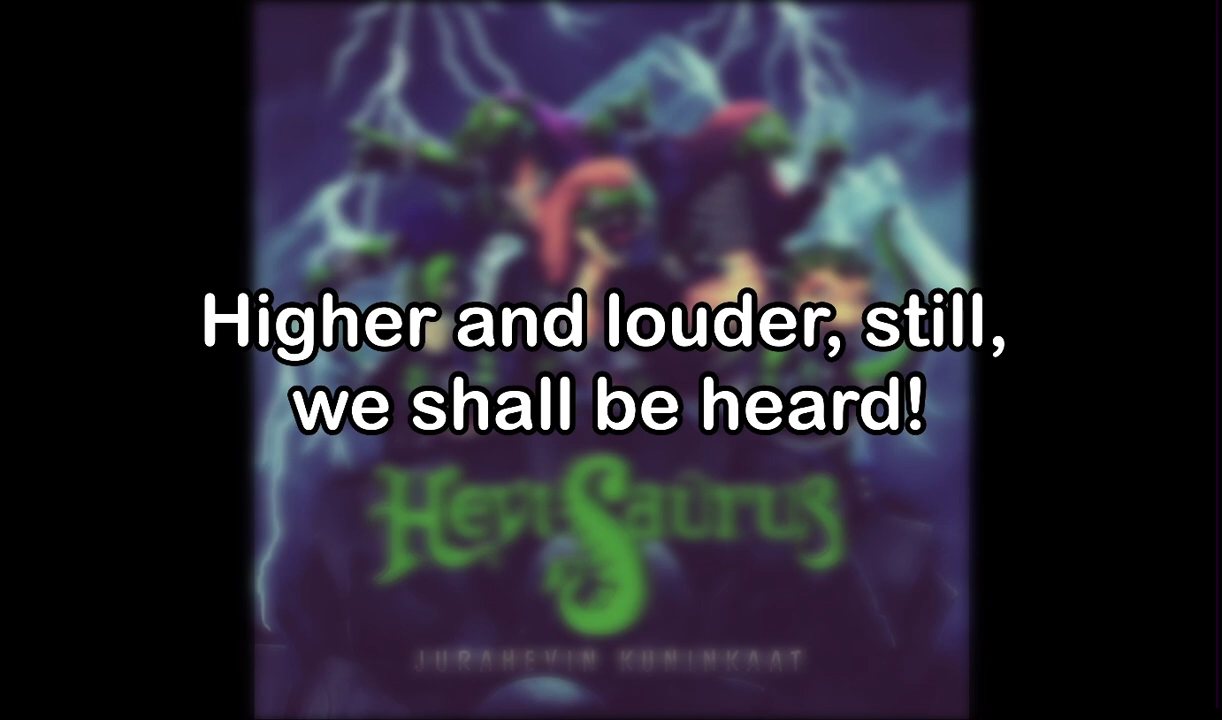 Higher and louder, still,
we shall be heard!
HeviSaurus
JURAHEVIN KUNINKAAT